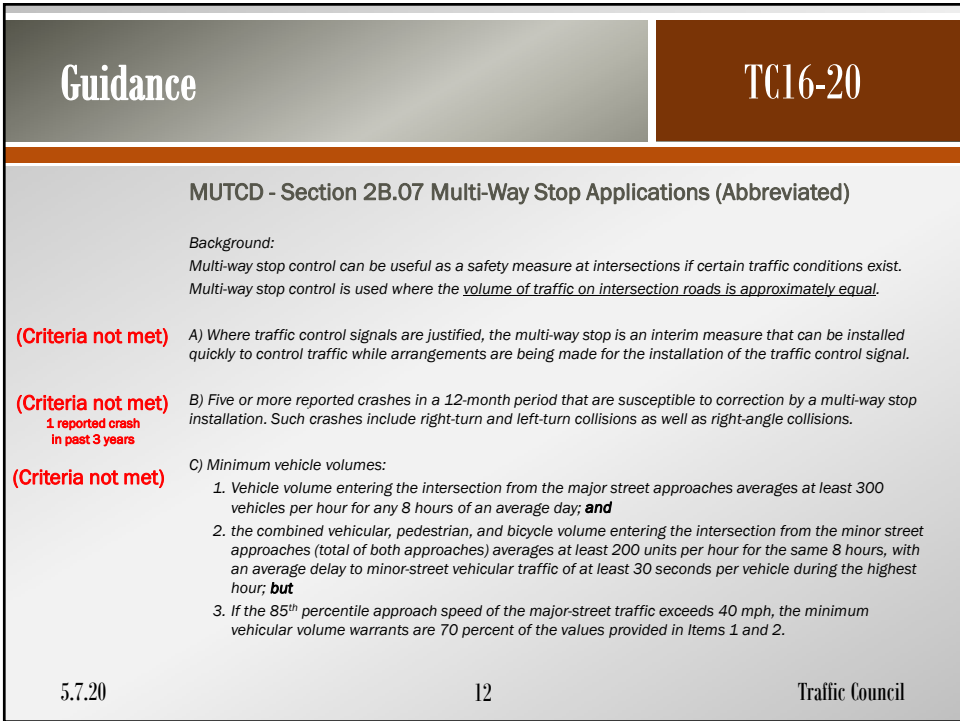 Guidance
TC16-20
MUTCD - Section 2B.07 Multi-Way Stop Applications (Abbreviated)
Background:
Multi-way stop control can be useful as a safety measure at intersections if certain traffic conditions exist.
Multi-way stop control is used where the volume of traffic on intersection roads is approximately equal.
(Criteria not met)
A) Where traffic control signals are justified, the multi-way stop is an interim measure that can be installed
quickly to control traffic while arrangements are being made for the installation of the traffic control signal.
(Criteria not met)
1 reported crash
in past 3 years
B) Five or more reported crashes in a 12-month period that are susceptible to correction by a multi-way stop
installation. Such crashes include right-turn and left-turn collisions as well as right-angle collisions.
(Criteria not met)
C) Minimum vehicle volumes:
1. Vehicle volume entering the intersection from the major street approaches averages at least 300
vehicles per hour for any 8 hours of an average day; and
2. the combined vehicular, pedestrian, and bicycle volume entering the intersection from the minor street
approaches (total of both approaches) averages at least 200 units per hour for the same 8 hours, with
an average delay to minor-street vehicular traffic of at least 30 seconds per vehicle during the highest
hour; but
3. If the 85th percentile approach speed of the major-street traffic exceeds 40 mph, the minimum
vehicular volume warrants are 70 percent of the values provided in Items 1 and 2.
5.7.20
12
Traffic Council